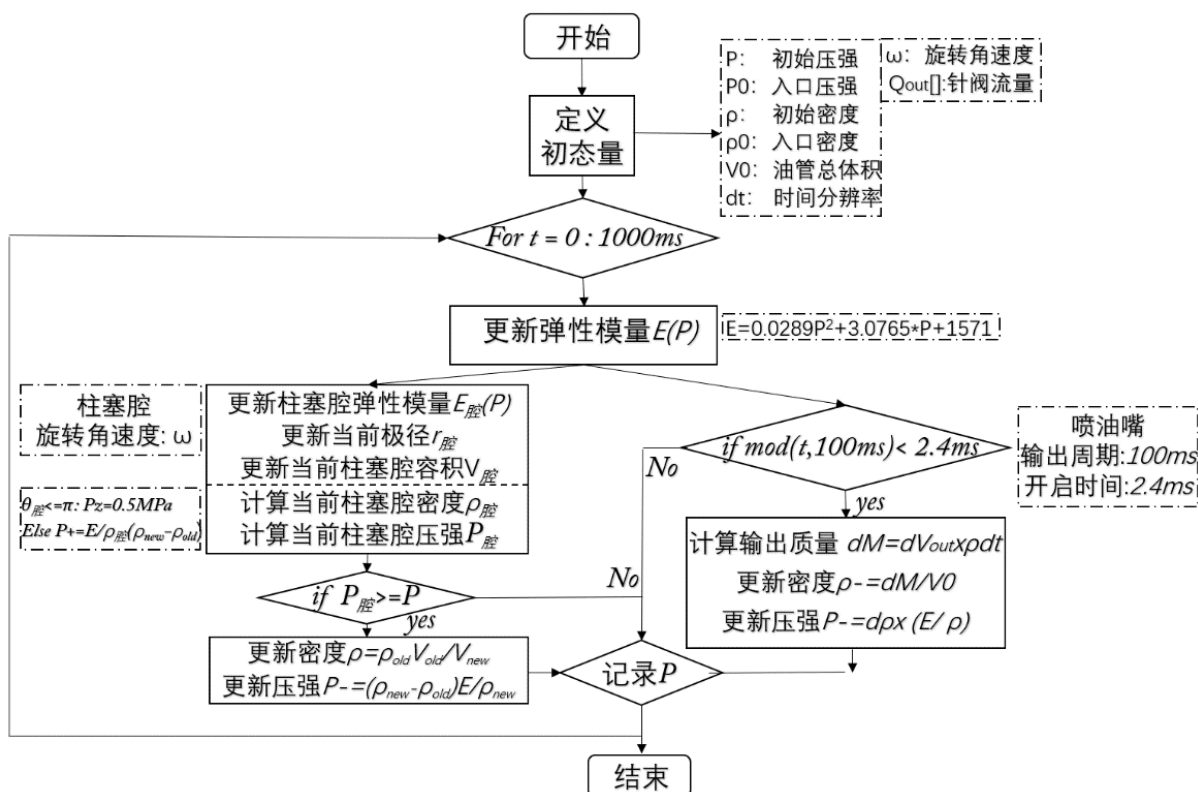 开始
定义
初态量
P: 初始压强
P0: 入口压强
ρ: 初始密度
ρ0: 入口密度
V0: 油管总体积
dt: 时间分辨率
ω: 旋转角速度
Qout[]:针阀流量
For t = 0 : 1000ms
更新弹性模量E(P)
E=0.0289P²+3.0765*P+1571
柱塞腔
旋转角速度: ω
更新柱塞腔弹性模量E腔(P)
更新当前极径r腔
更新当前柱塞腔容积V腔
计算当前柱塞腔密度ρ腔
计算当前柱塞腔压强P腔
θ腔<=π: Pz=0.5MPa
Else P+=E/ρ腔(ρnew-ρold)
if mod(t,100ms)< 2.4ms
No
yes
喷油嘴
输出周期:100ms
开启时间:2.4ms
计算输出质量 dM=dVoutxρdt
更新密度ρ-=dM/V0
更新压强P-=dρx (E/ ρ)
if P腔>=P
No
yes
更新密度ρ=ρoldVold/Vnew
更新压强P-=(ρnew-ρold)E/ρnew
记录P
结束